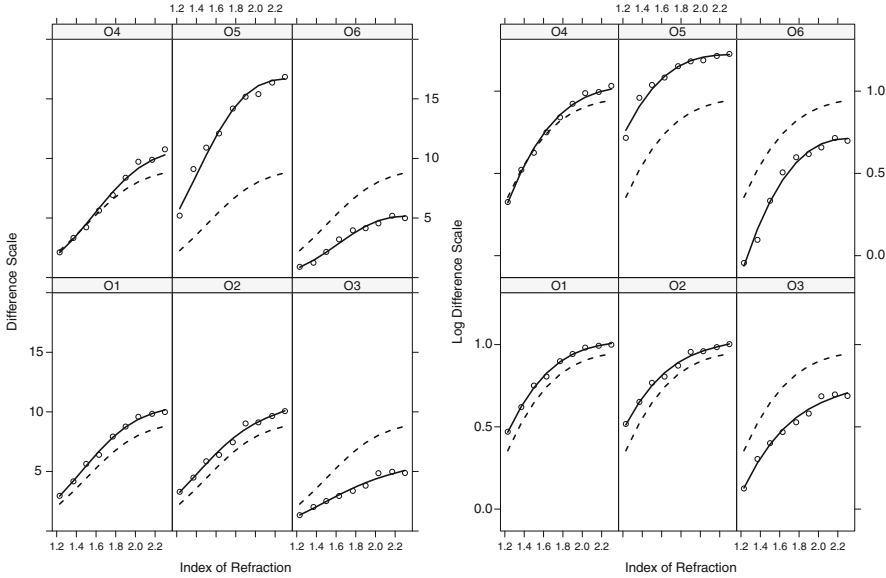 1.2 1.4 1.6 1.8 2.0 2.2
1.2 1.4 1.6 1.8 2.0 2.2
O4 O5 O6
O4 O5 O6
15
10
5
1.0
0.5
0.0
Difference Scale
Log Difference Scale
O1 O2 O3
O1 O2 O3
15
10
5
1.0
0.5
0.0
1.2 1.4 1.6 1.8 2.0 2.2
1.2 1.4 1.6 1.8 2.0 2.2
1.2 1.4 1.6 1.8 2.0 2.2
1.2 1.4 1.6 1.8 2.0 2.2
Index of Refraction
Index of Refraction